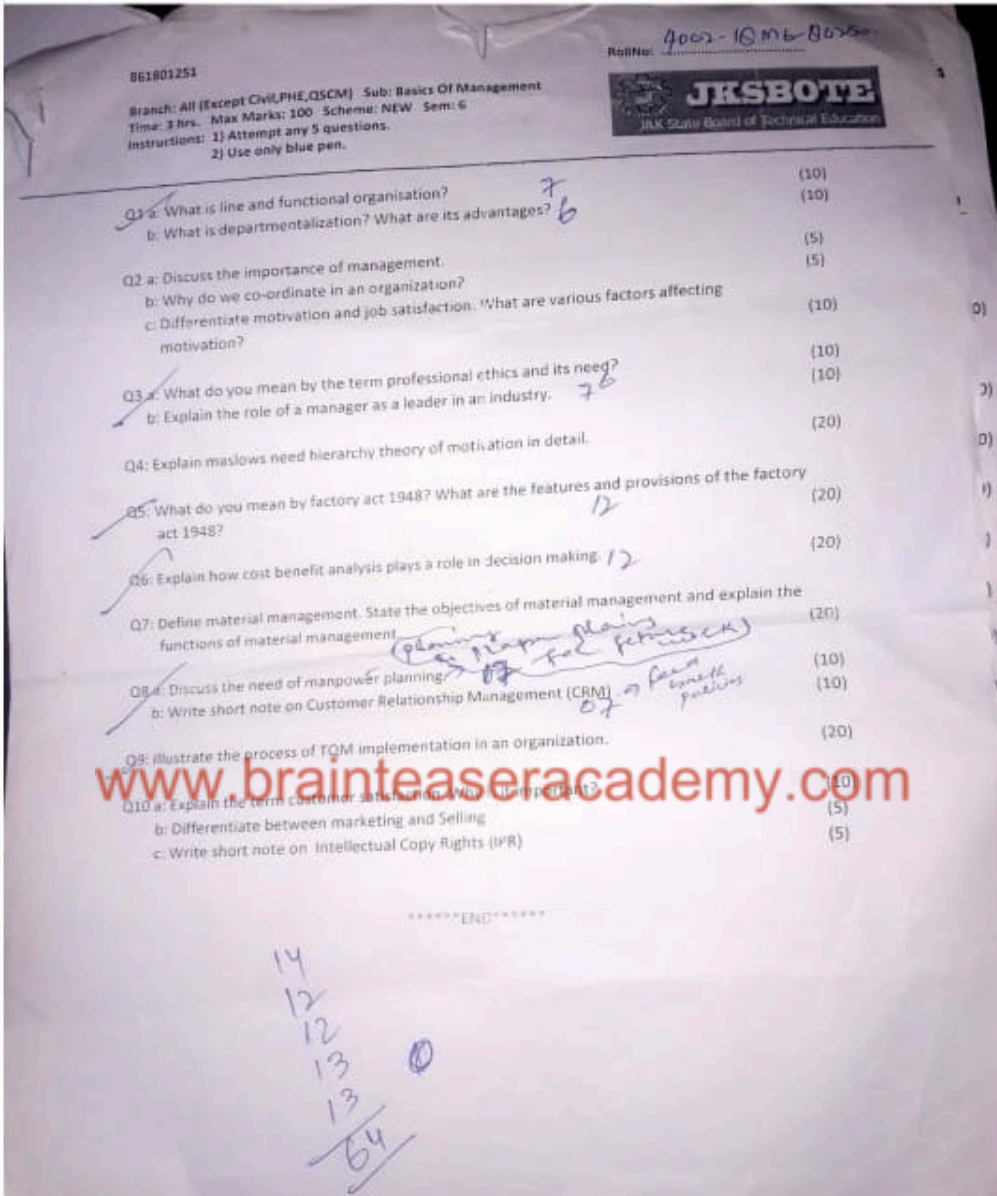 861801251
RollNo:
JKSBOTE
J&K State Board of Technical Education
Branch: All (Except Civil,PHE,QSCM) Sub: Basics Of Management
Time: 3 hrs. Max Marks: 100 Scheme: NEW Sem: 6
Instructions: 1) Attempt any 5 questions.
2) Use only blue pen.
Q1 a: What is line and functional organisation? 7 (10)
b: What is departmentalization? What are its advantages? 6 (10)
Q2 a: Discuss the importance of management. (5)
b: Why do we co-ordinate in an organization? (5)
c: Differentiate motivation and job satisfaction. What are various factors affecting
motivation? (10)
Q3 a: What do you mean by the term professional ethics and its need? 6 (10)
b: Explain the role of a manager as a leader in an industry. 7 (10)
Q4: Explain maslows need hierarchy theory of motivation in detail. (20)
Q5: What do you mean by factory act 1948? What are the features and provisions of the factory
act 1948? 12 (20)
Q6: Explain how cost benefit analysis plays a role in decision making. 12 (20)
Q7: Define material management. State the objectives of material management and explain the
functions of material management (20)
(planning
Q8 a: Discuss the need of manpower planning. 07 (10)
b: Write short note on Customer Relationship Management (CRM) 07 (10)
Q9: Illustrate the process of TQM implementation in an organization. (20)
www.brainteaseracademy.com
Q10 a: Explain the term customer satisfaction. Why is it important? (10)
b: Differentiate between marketing and Selling (5)
c: Write short note on Intellectual Copy Rights (IPR) (5)
******END******
14
12
12
13
13
64